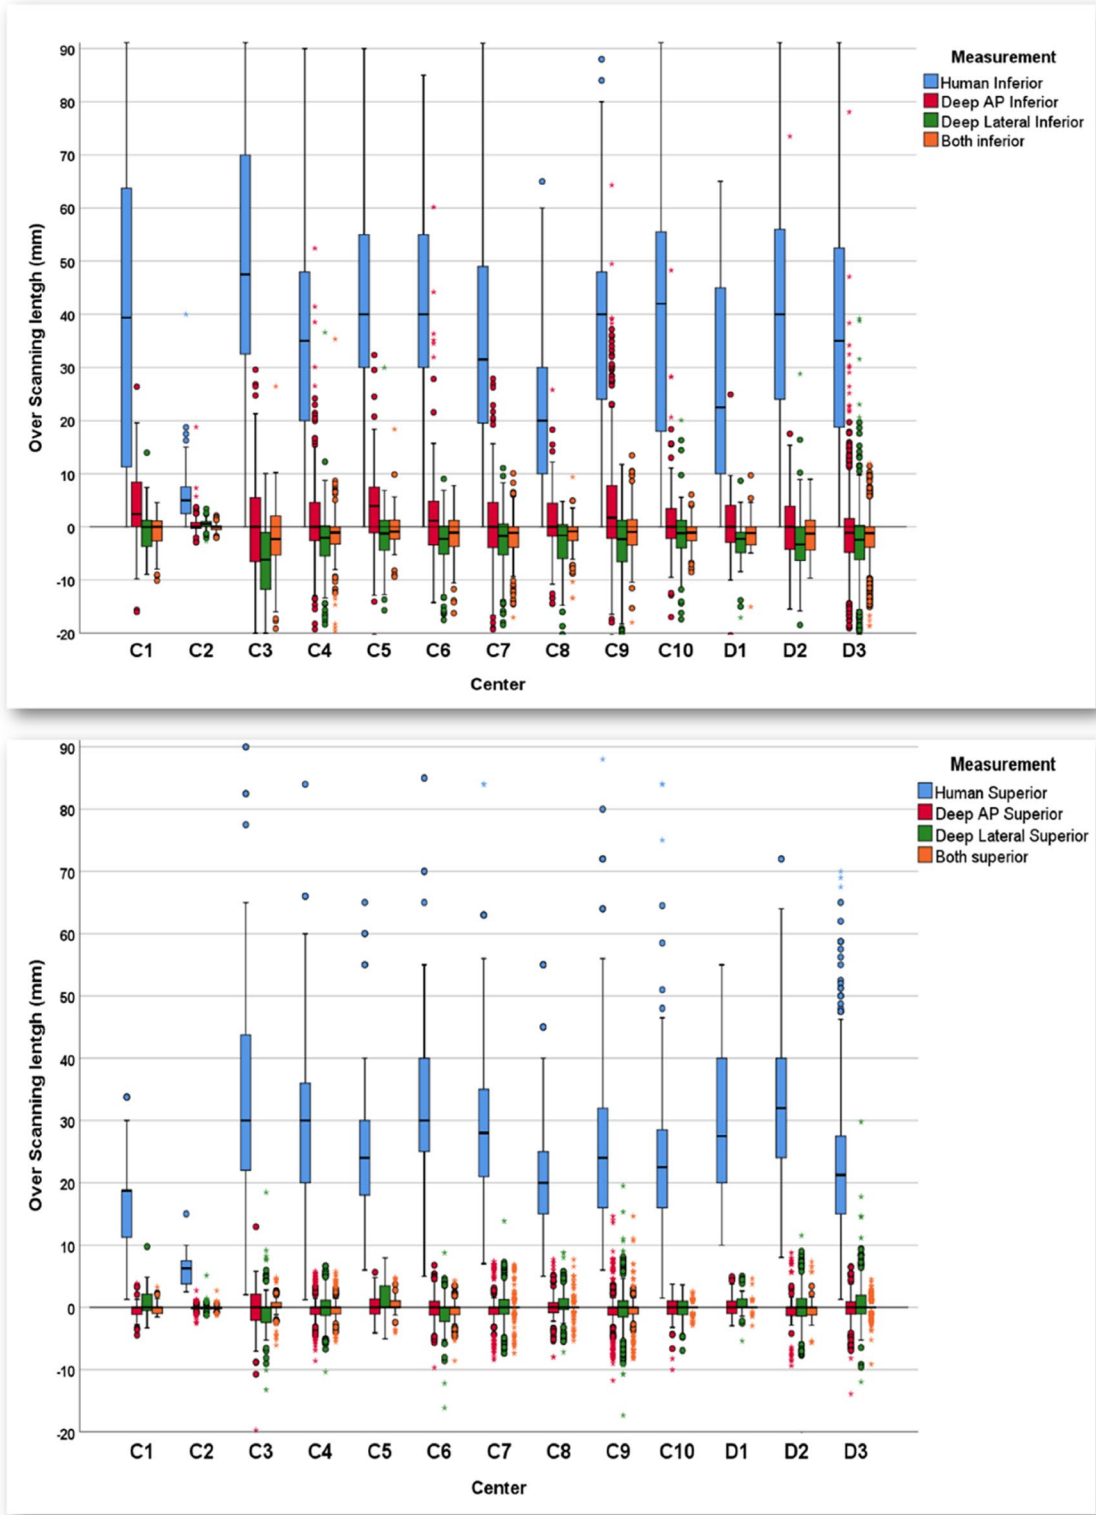 Over Scanning lentgh (mm)
90
80
70
60
50
40
30
20
10
0
-10
-20
C1 C2 C3 C4 C5 C6 C7 C8 C9 C10 D1 D2 D3
Center
Measurement
Human Inferior
Deep AP Inferior
Deep Lateral Inferior
Both inferior
Over Scanning lentgh (mm)
90
80
70
60
50
40
30
20
10
0
-10
-20
C1 C2 C3 C4 C5 C6 C7 C8 C9 C10 D1 D2 D3
Center
Measurement
Human Superior
Deep AP Superior
Deep Lateral Superior
Both superior